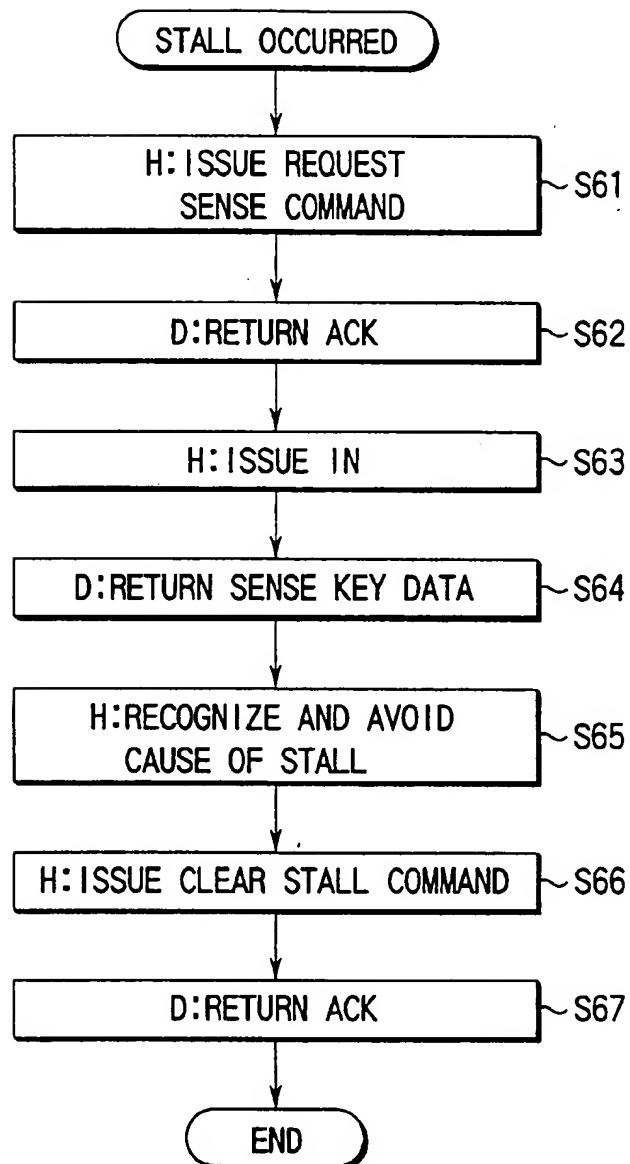 STALL OCCURRED
H:ISSUE REQUEST
SENSE COMMAND
S61
D:RETURN ACK
S62
H:ISSUE IN
S63
D:RETURN SENSE KEY DATA
S64
H:RECOGNIZE AND AVOID
CAUSE OF STALL
S65
H:ISSUE CLEAR STALL COMMAND
S66
D:RETURN ACK
S67
END